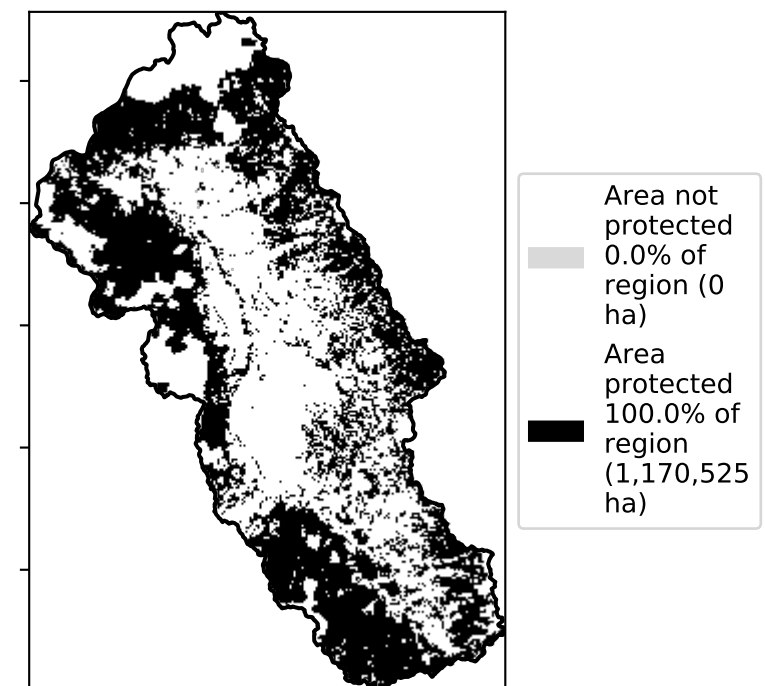 Area not
protected
0.0% of
region (0
ha)
Area
protected
100.0% of
region
(1,170,525
ha)